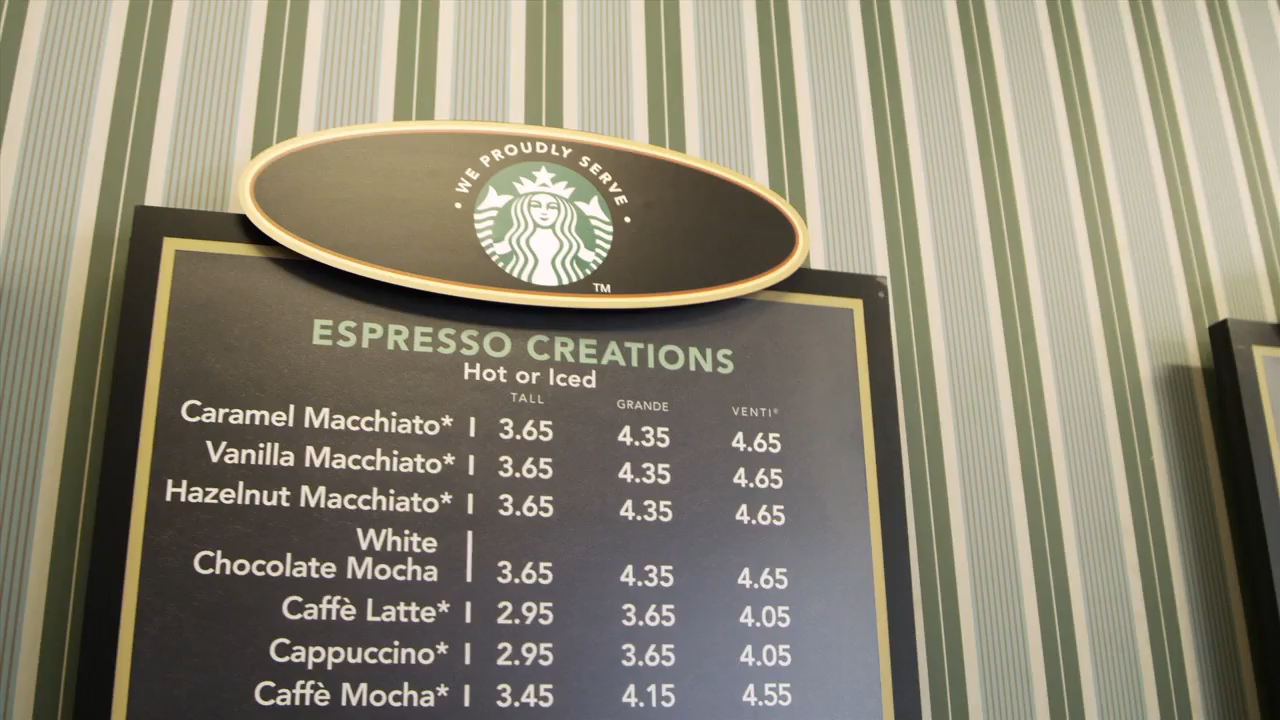 • WE PROUDLY SERVE •
TM
ESPRESSO CREATIONS
Hot or Iced
TALL GRANDE VENTI®
Caramel Macchiato* | 3.65 4.35 4.65
Vanilla Macchiato* | 3.65 4.35 4.65
Hazelnut Macchiato* | 3.65 4.35 4.65
White
Chocolate Mocha | 3.65 4.35 4.65
Caffè Latte* | 2.95 3.65 4.05
Cappuccino* | 2.95 3.65 4.05
Caffè Mocha* | 3.45 4.15 4.55